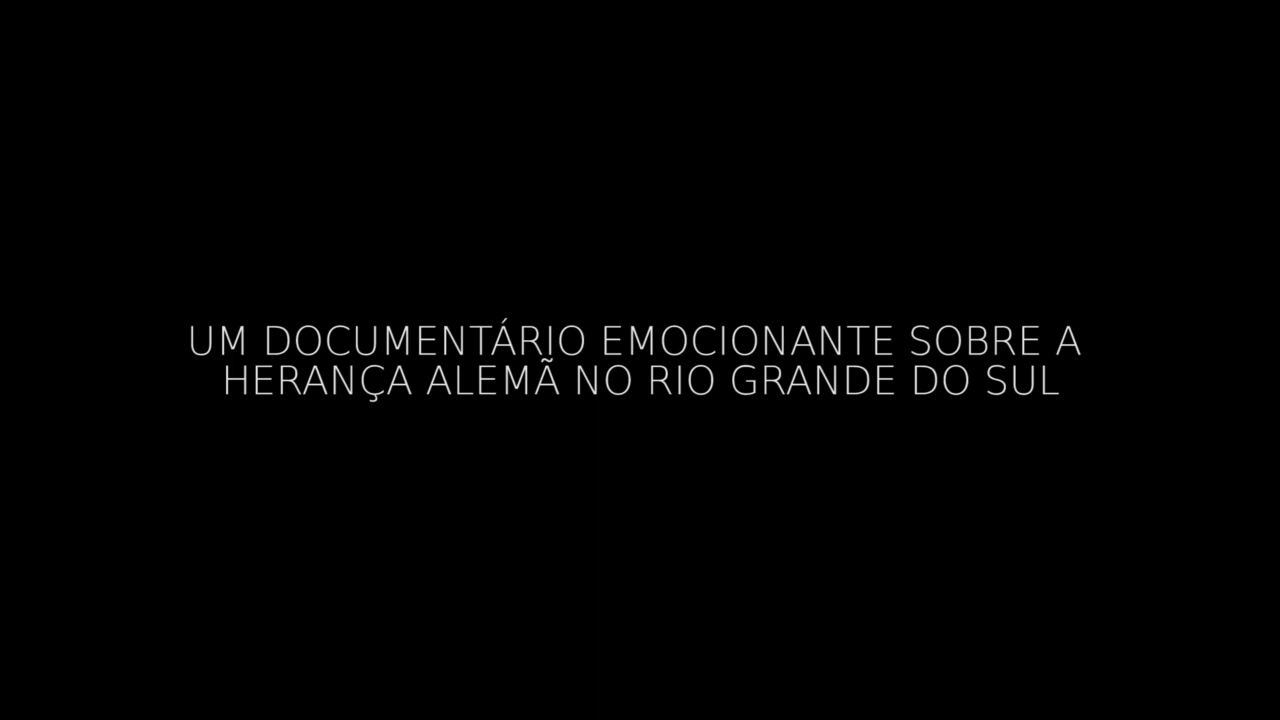 UM DOCUMENTÁRIO EMOCIONANTE SOBRE A
HERANÇA ALEMÃ NO RIO GRANDE DO SUL